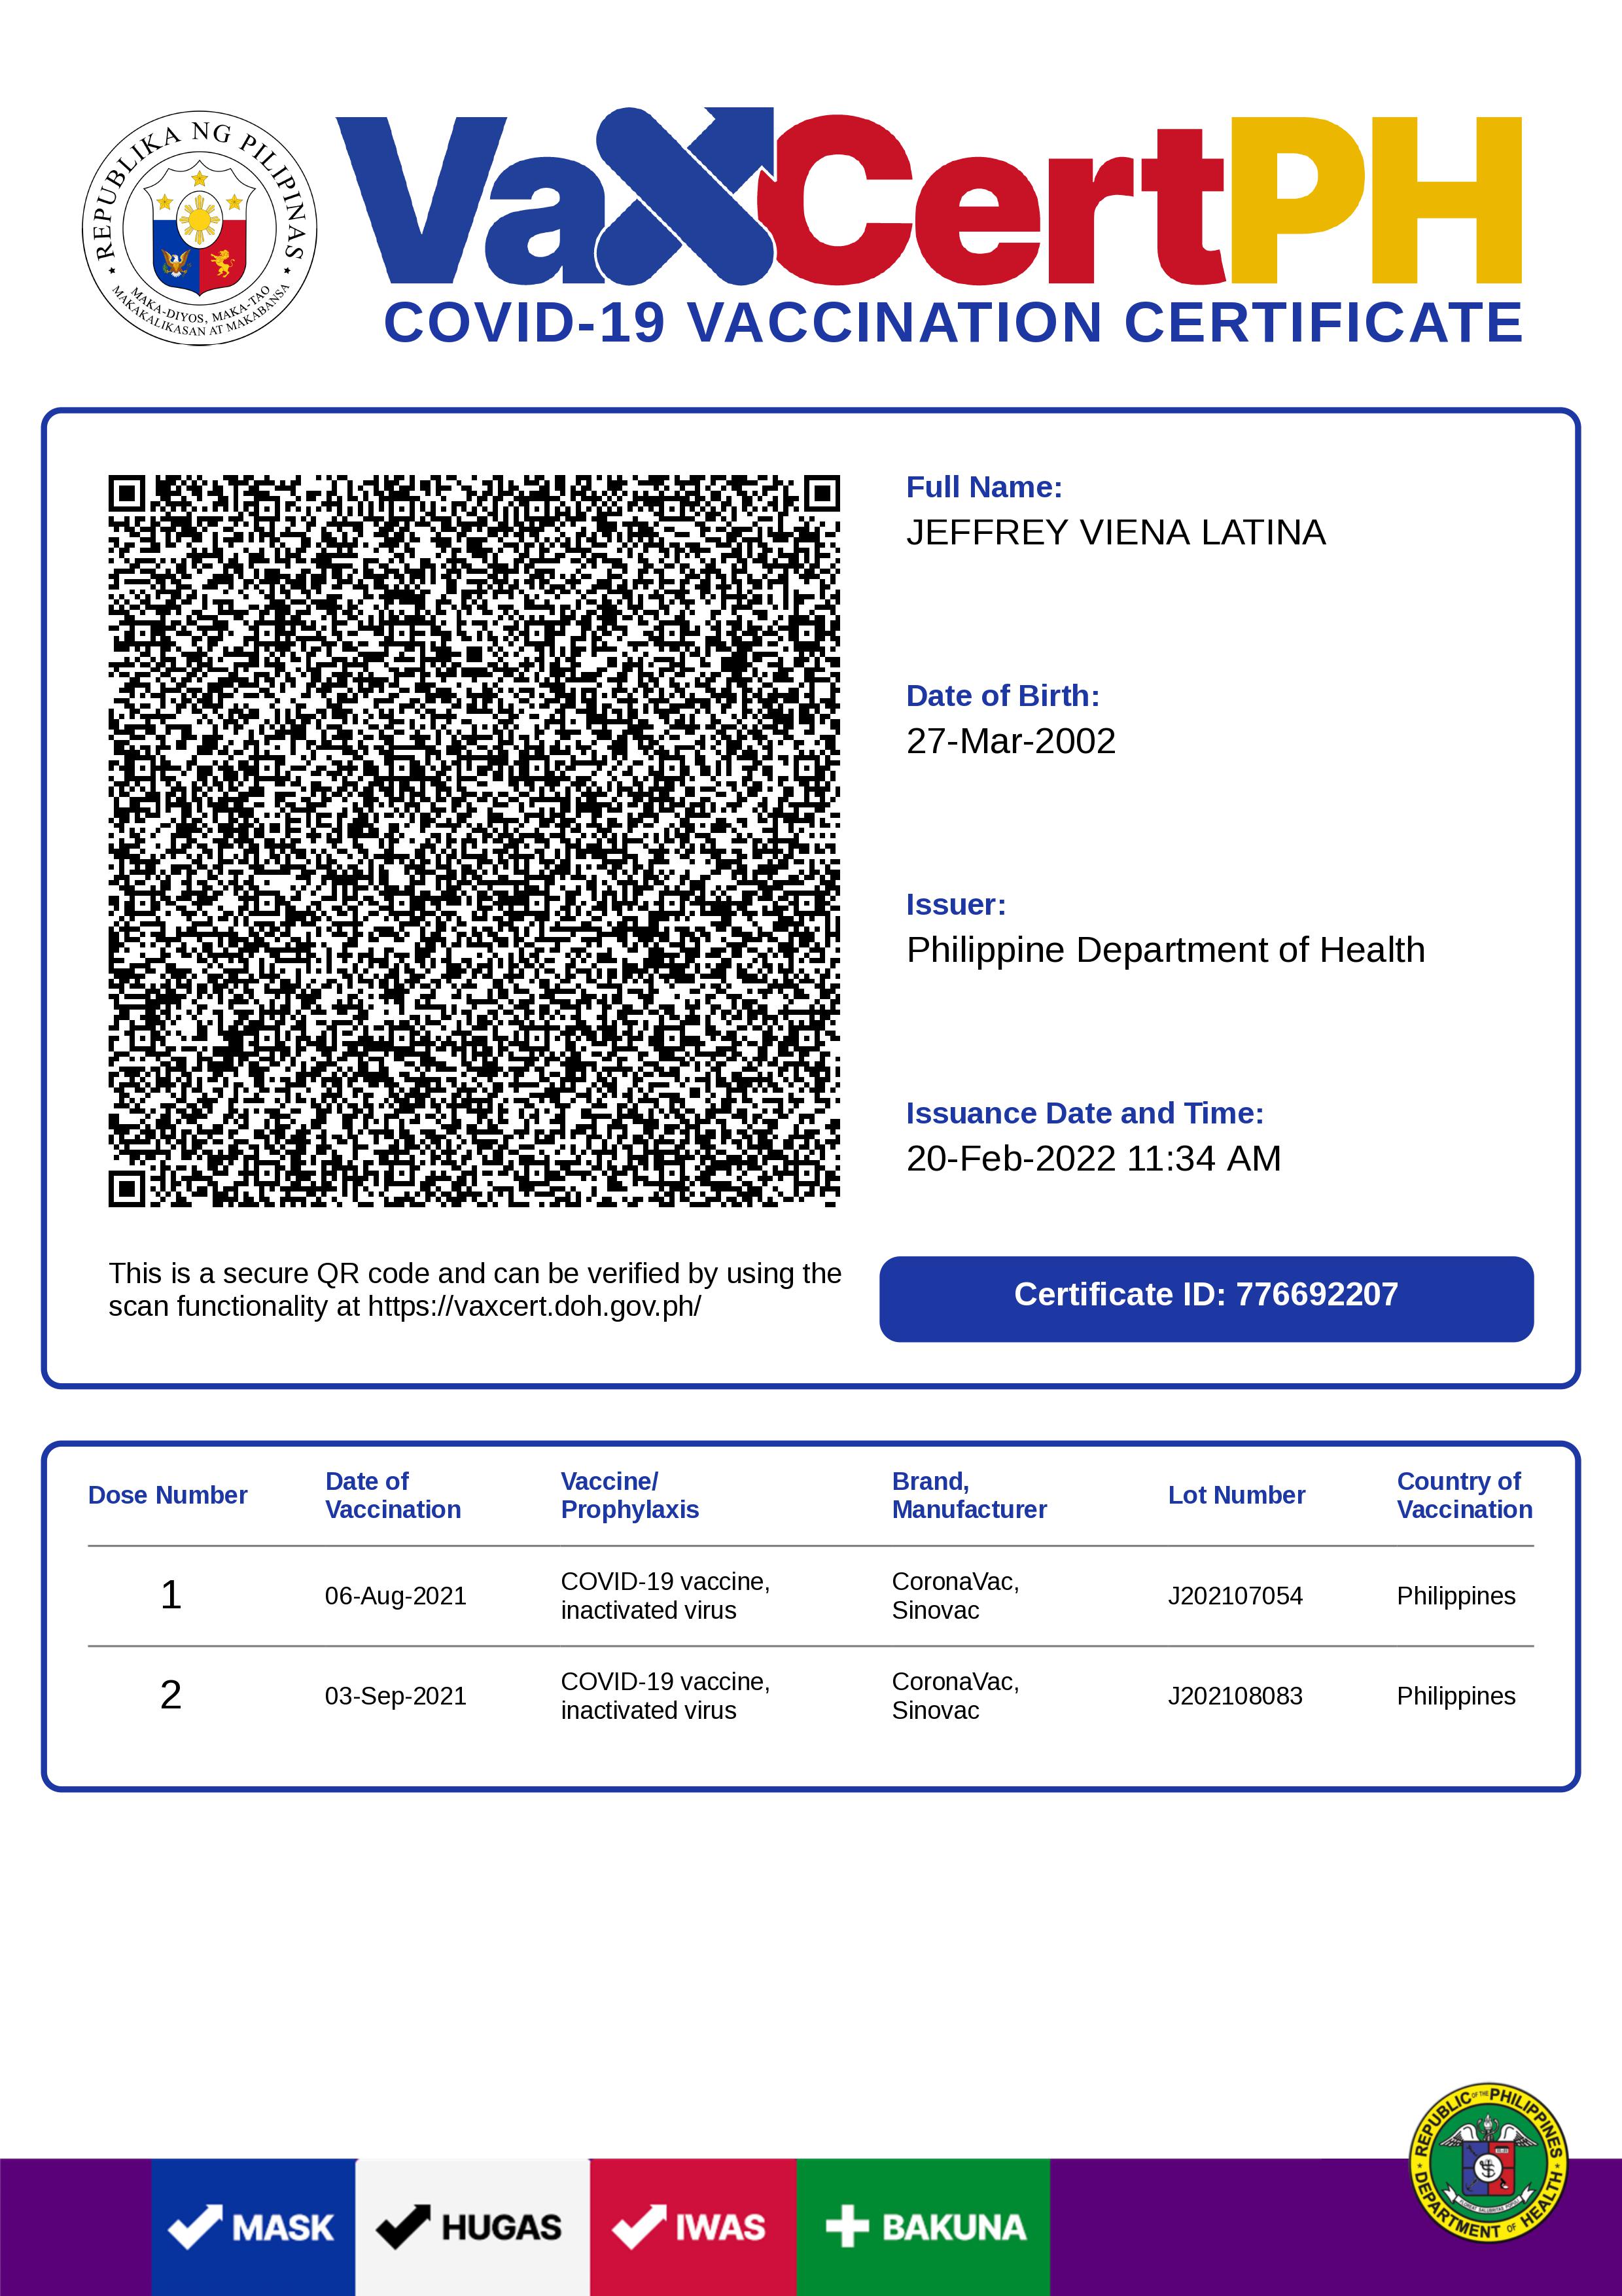 REPUBLIKA NG PILIPINAS
MAKA-DIYOS, MAKA-TAO
MAKAKALIKASAN AT MAKABANSA
VaxCertPH
COVID-19 VACCINATION CERTIFICATE
Full Name:
JEFFREY VIENA LATINA
Date of Birth:
27-Mar-2002
Issuer:
Philippine Department of Health
Issuance Date and Time:
20-Feb-2022 11:34 AM
This is a secure QR code and can be verified by using the
scan functionality at https://vaxcert.doh.gov.ph/
Certificate ID: 776692207
Dose Number Date of Vaccination Vaccine/ Prophylaxis Brand, Manufacturer Lot Number Country of Vaccination
1 06-Aug-2021 COVID-19 vaccine, inactivated virus CoronaVac, Sinovac J202107054 Philippines
2 03-Sep-2021 COVID-19 vaccine, inactivated virus CoronaVac, Sinovac J202108083 Philippines
MASK HUGAS IWAS BAKUNA
REPUBLIC OF THE PHILIPPINES
DEPARTMENT OF HEALTH